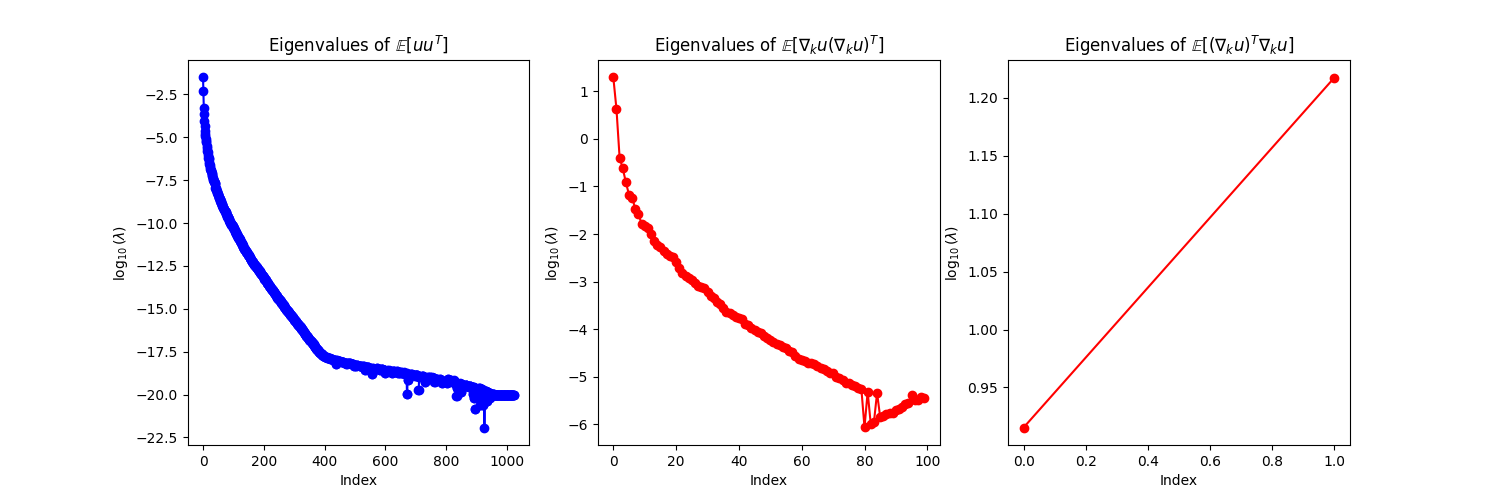 Eigenvalues of 𝔼[uuᵀ]
−2.5
−5.0
−7.5
−10.0
−12.5
−15.0
−17.5
−20.0
−22.5
log₁₀(λ)
0 200 400 600 800 1000
Index
Eigenvalues of 𝔼[∇ₖu(∇ₖu)ᵀ]
1
0
−1
−2
−3
−4
−5
−6
log₁₀(λ)
0 20 40 60 80 100
Index
Eigenvalues of 𝔼[(∇ₖu)ᵀ∇ₖu]
1.20
1.15
1.10
1.05
1.00
0.95
log₁₀(λ)
0.0 0.2 0.4 0.6 0.8 1.0
Index